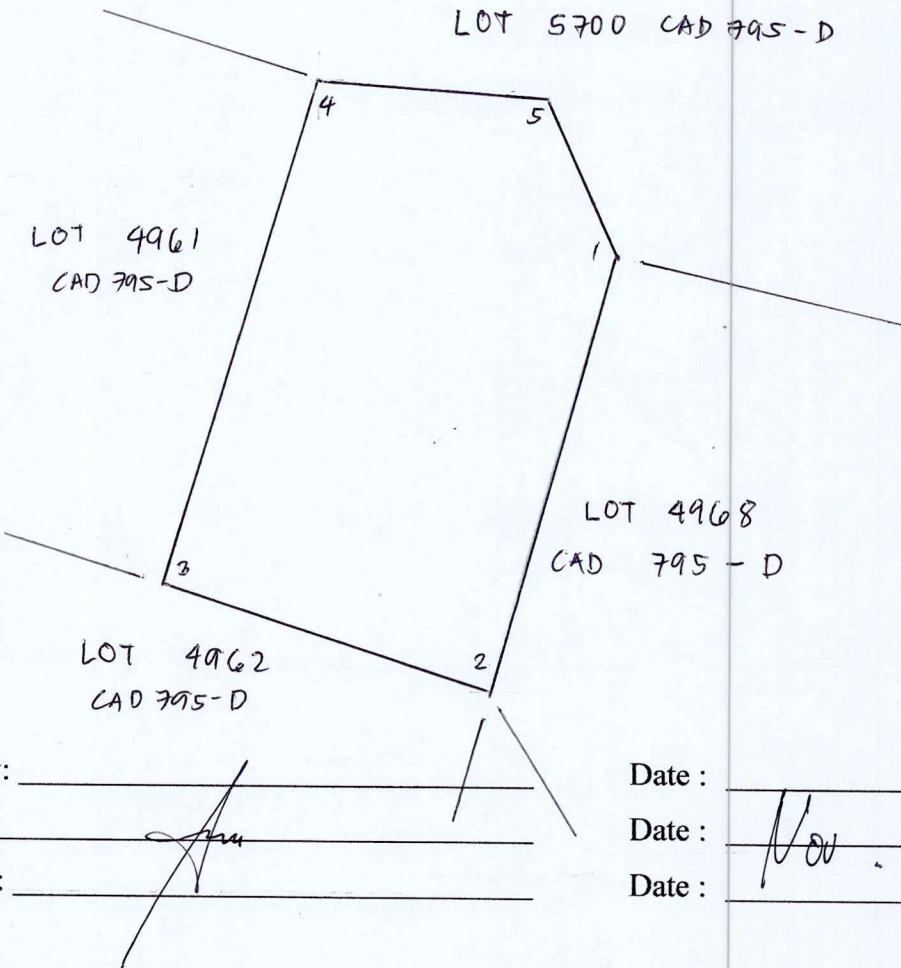 LOT 5700 CAD 795-D
4
5
LOT 4961
CAD 795-D
1
LOT 4968
CAD 795-D
3
2
LOT 4962
CAD 795-D
:
Date :
Date : Nov
:
Date :